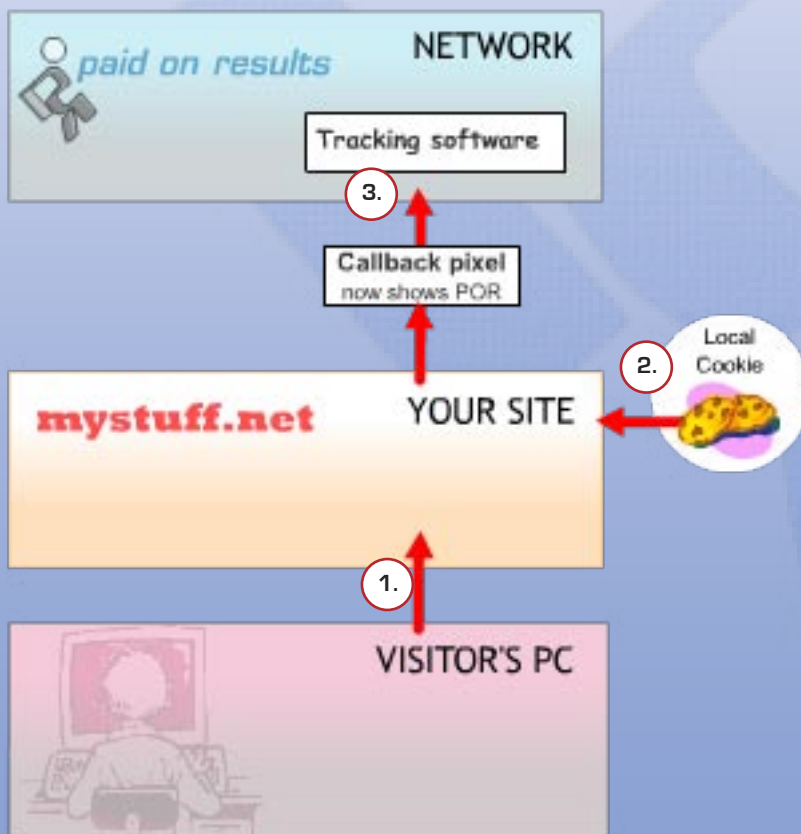 paid on results
NETWORK
Tracking software
3.
Callback pixel
now shows POR
Local
Cookie
2.
mystuff.net
YOUR SITE
1.
VISITOR'S PC